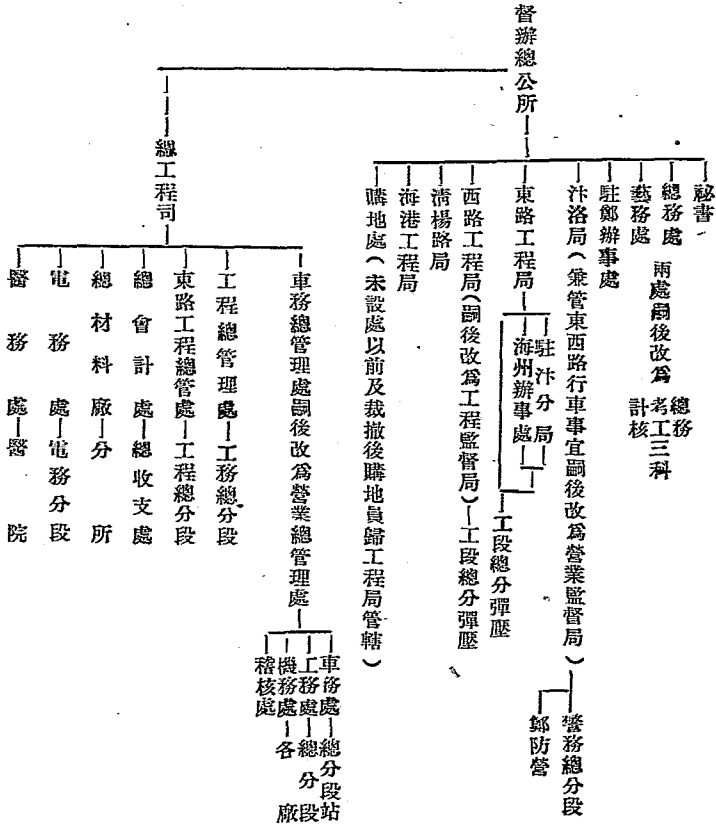 督辦總公所
祕書
總務處
藝務處
兩處嗣後改爲
總務
考工三科
計核
駐鄭辦事處
汴洛局(兼管東西路行車事宜嗣後改爲營業監督局)
警務總分段
鄭防營
東路工程局
駐汴分局
海州辦事處
工段總分彈壓
西路工程局(嗣後改爲工程監督局)
工段總分彈壓
清楊路局
海港工程局
購地處(未設處以前及裁撤後購地員歸工程局管轄)
總工程司
車務總管理處嗣後改爲營業總管理處
車務處
總分段站
工務處
總分段
機務處
各廠
稽核處
工程總管理處
工務總分段
東路工程總管處
工程總分段
總會計處
總收支處
總材料廠
分所
電務處
電務分段
醫務處
醫院